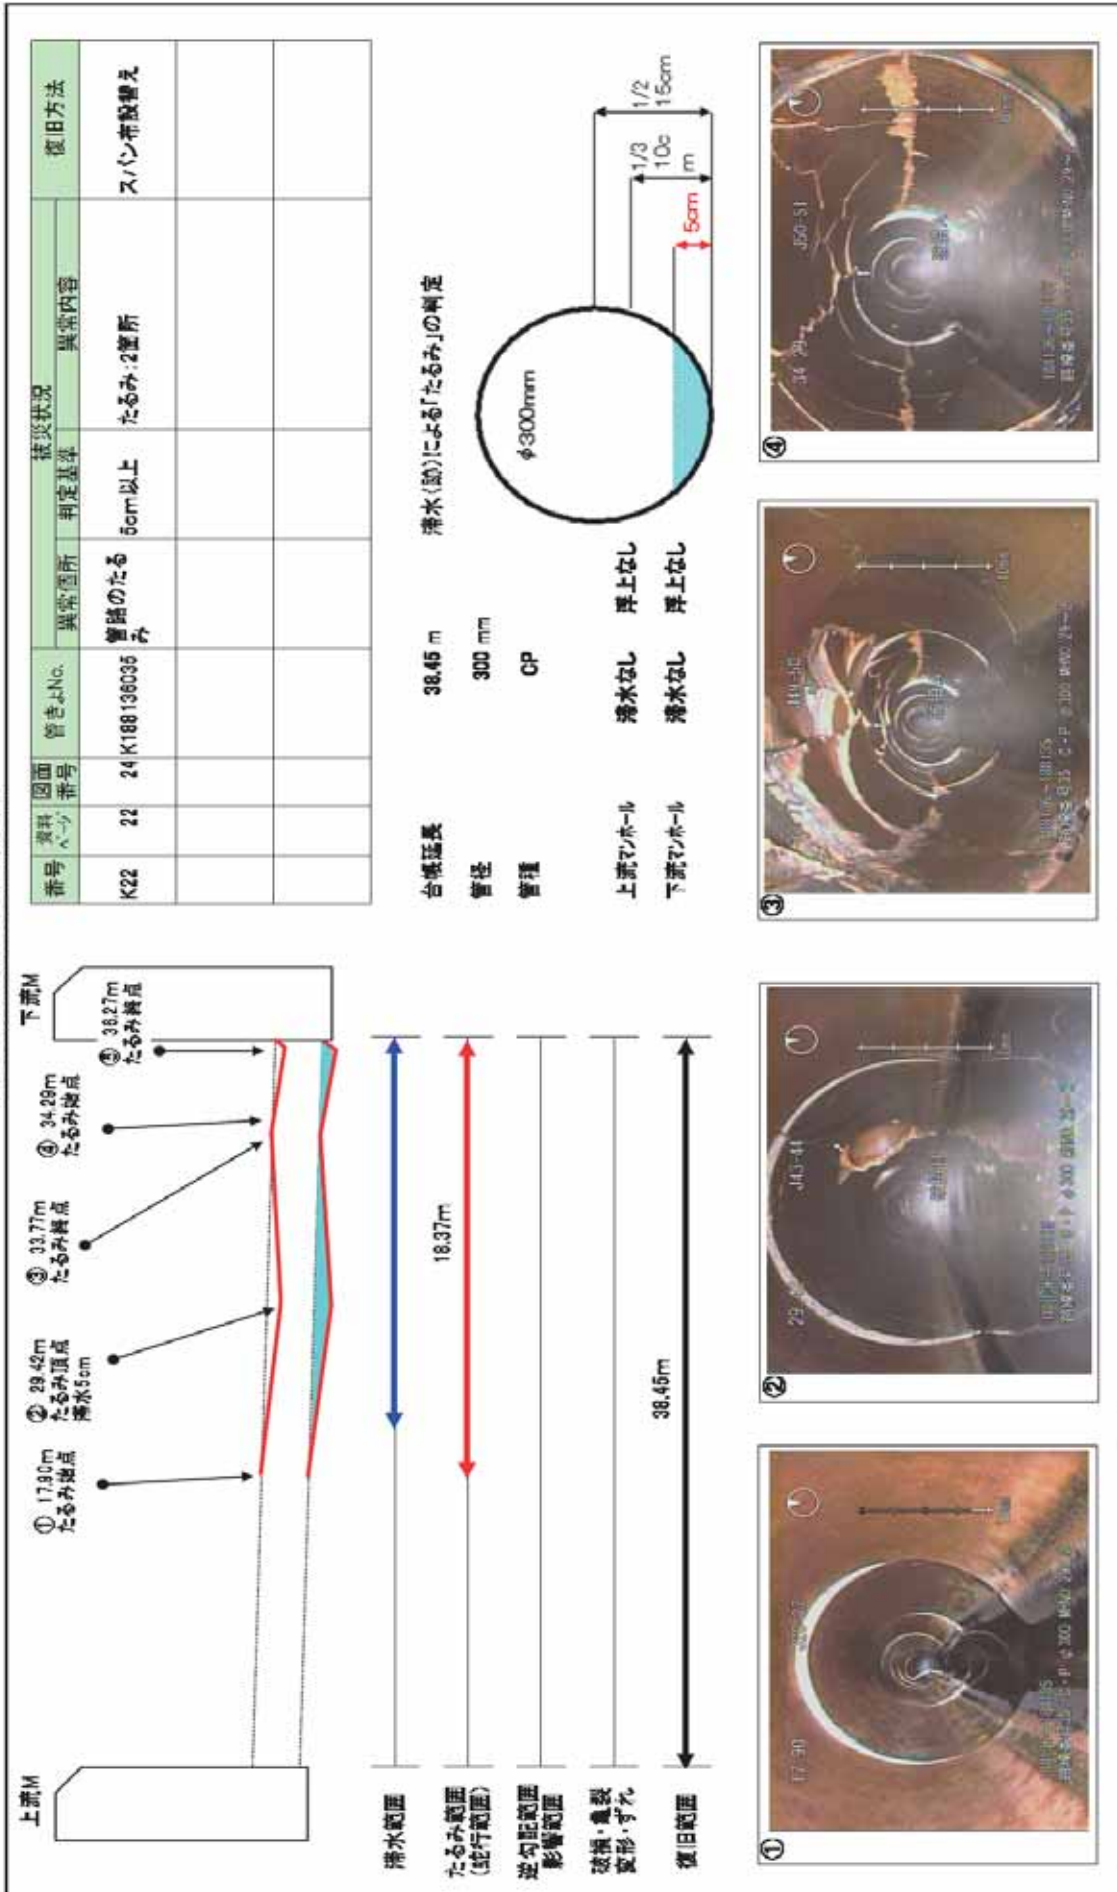 上流M
下流M
① 17.90m
たるみ始点
② 29.42m
たるみ頂点
滞水5cm
③ 33.77m
たるみ終点
④ 34.29m
たるみ始点
⑤ 36.27m
たるみ終点
滞水範囲
たるみ範囲
(蛇行範囲)
18.37m
逆勾配範囲
影響範囲
破損・亀裂
変形・ずれ
復旧範囲
38.45m
番号
資料
ページ
図面
番号
管きょNo.
被災状況
復旧方法
異常箇所
判定基準
異常内容
K22
22
24
K188136035
管路のたる
み
5cm以上
たるみ:2箇所
スパン布設替え
台帳延長 38.45 m
管径 300 mm
管種 CP
上流マンホール 滞水なし 浮上なし
下流マンホール 滞水なし 浮上なし
滞水(跡)による「たるみ」の判定
φ300mm
5cm
1/3
10c
m
1/2
15cm
①
17.90
②
J43-44
③
J49-50
④
34.29
J50-51